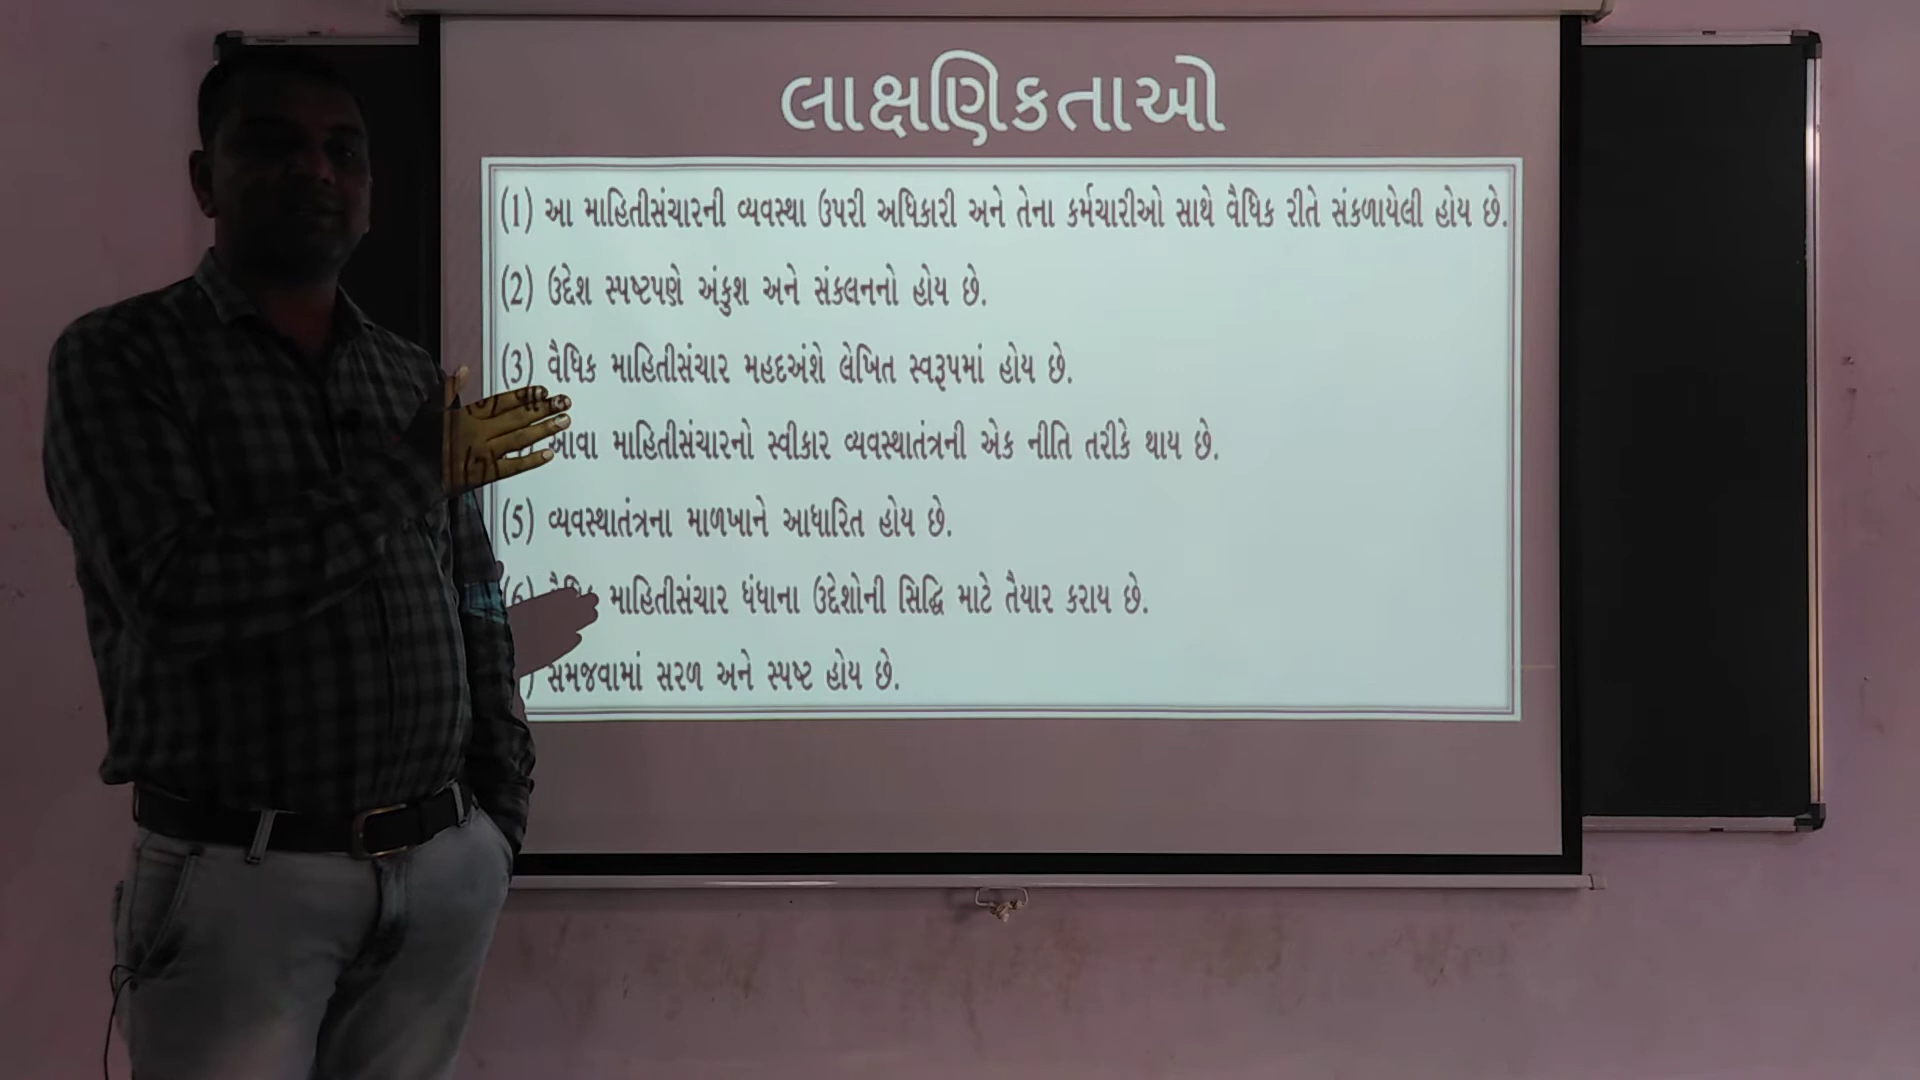 લાક્ષણિકતાઓ
(1) આ માહિતીસંચારની વ્યવસ્થા ઉપરી અધિકારી અને તેના કર્મચારીઓ સાથે વૈધિક રીતે સંકળાયેલી હોય છે.
(2) ઉદ્દેશ સ્પષ્ટપણે અંકુશ અને સંકલનનો હોય છે.
(3) વૈધિક માહિતીસંચાર મહદઅંશે લેખિત સ્વરૂપમાં હોય છે.
આવા માહિતીસંચારનો સ્વીકાર વ્યવસ્થાતંત્રની એક નીતિ તરીકે થાય છે.
(5) વ્યવસ્થાતંત્રના માળખાને આધારિત હોય છે.
(6) વૈધિક માહિતીસંચાર ધંધાના ઉદ્દેશોની સિદ્ધિ માટે તૈયાર કરાય છે.
સમજવામાં સરળ અને સ્પષ્ટ હોય છે.